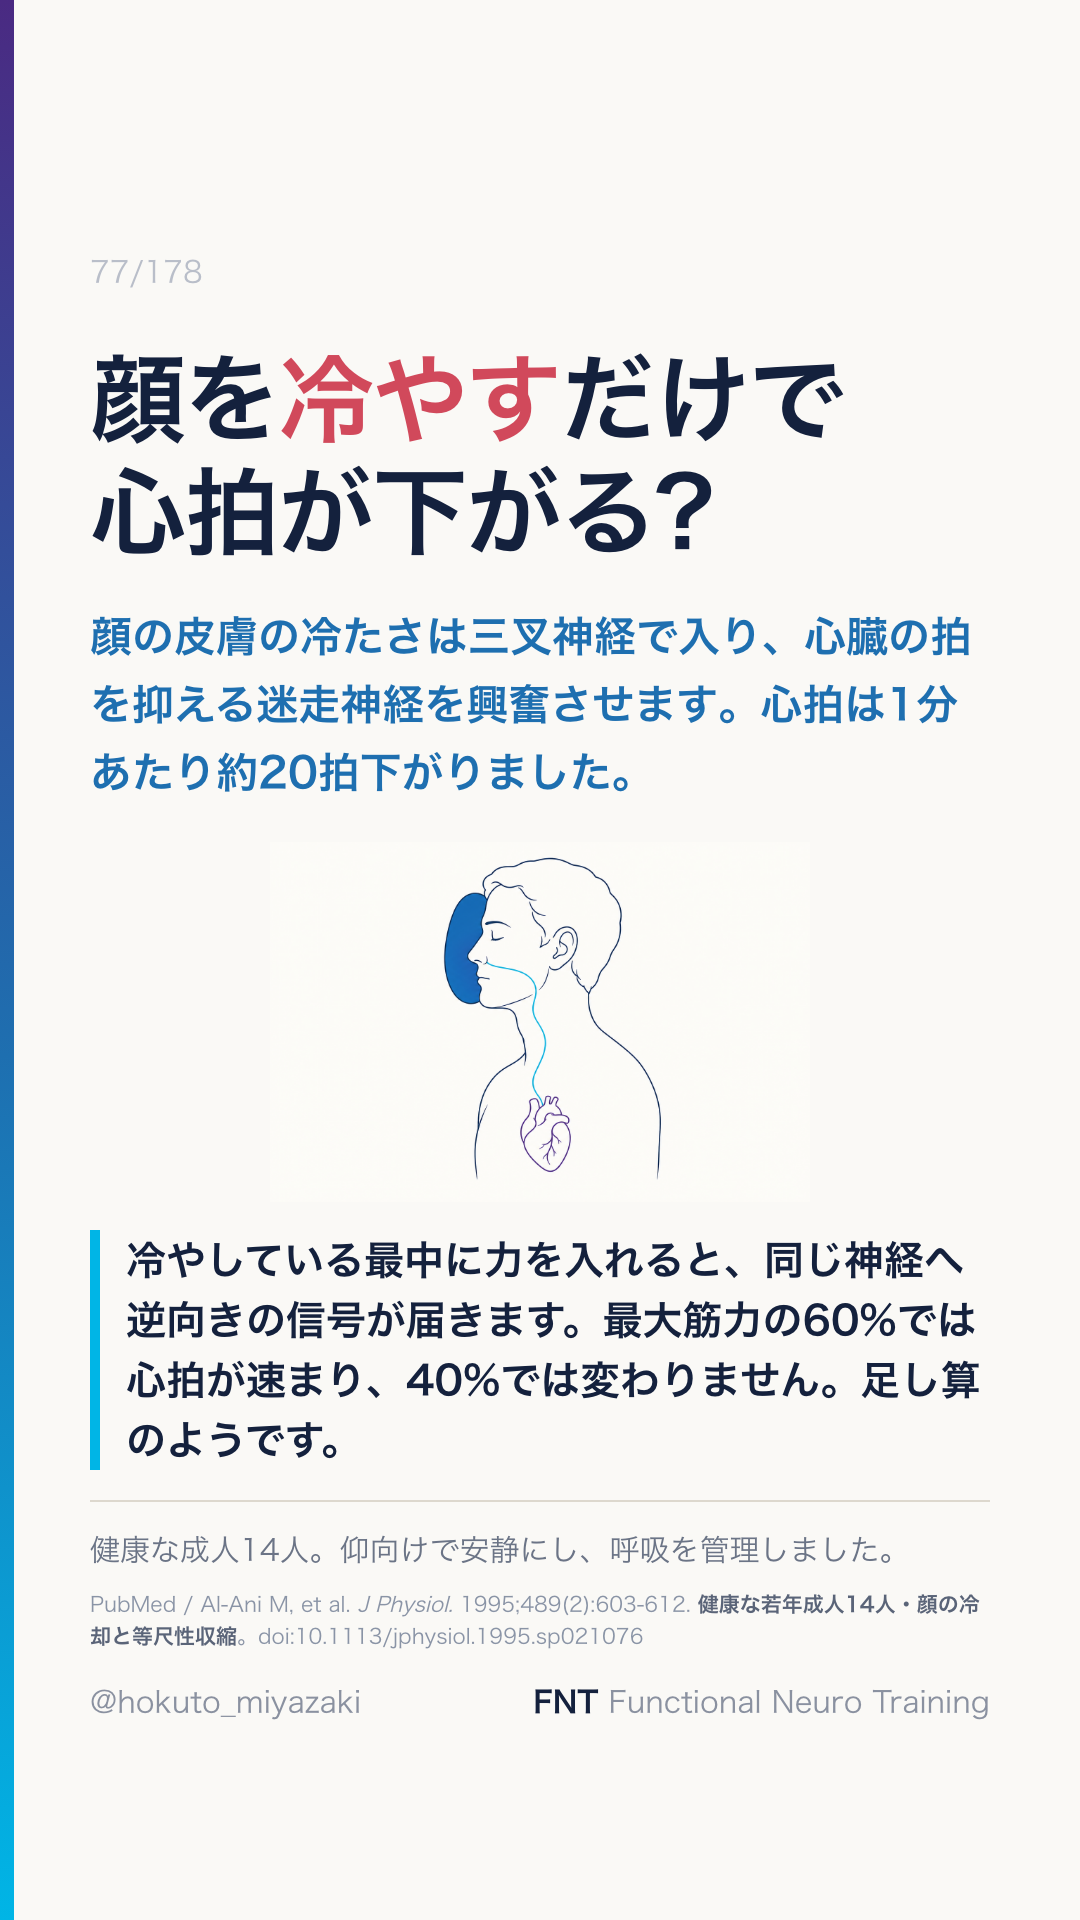 77/178
顔を冷やすだけで
心拍が下がる?
顔の皮膚の冷たさは三叉神経で入り、心臓の拍
を抑える迷走神経を興奮させます。心拍は1分
あたり約20拍下がりました。
冷やしている最中に力を入れると、同じ神経へ
逆向きの信号が届きます。最大筋力の60%では
心拍が速まり、40%では変わりません。足し算
のようです。
健康な成人14人。仰向けで安静にし、呼吸を管理しました。
PubMed / Al-Ani M, et al. J Physiol. 1995;489(2):603-612. 健康な若年成人14人・顔の冷
却と等尺性収縮。doi:10.1113/jphysiol.1995.sp021076
@hokuto_miyazaki
FNT Functional Neuro Training